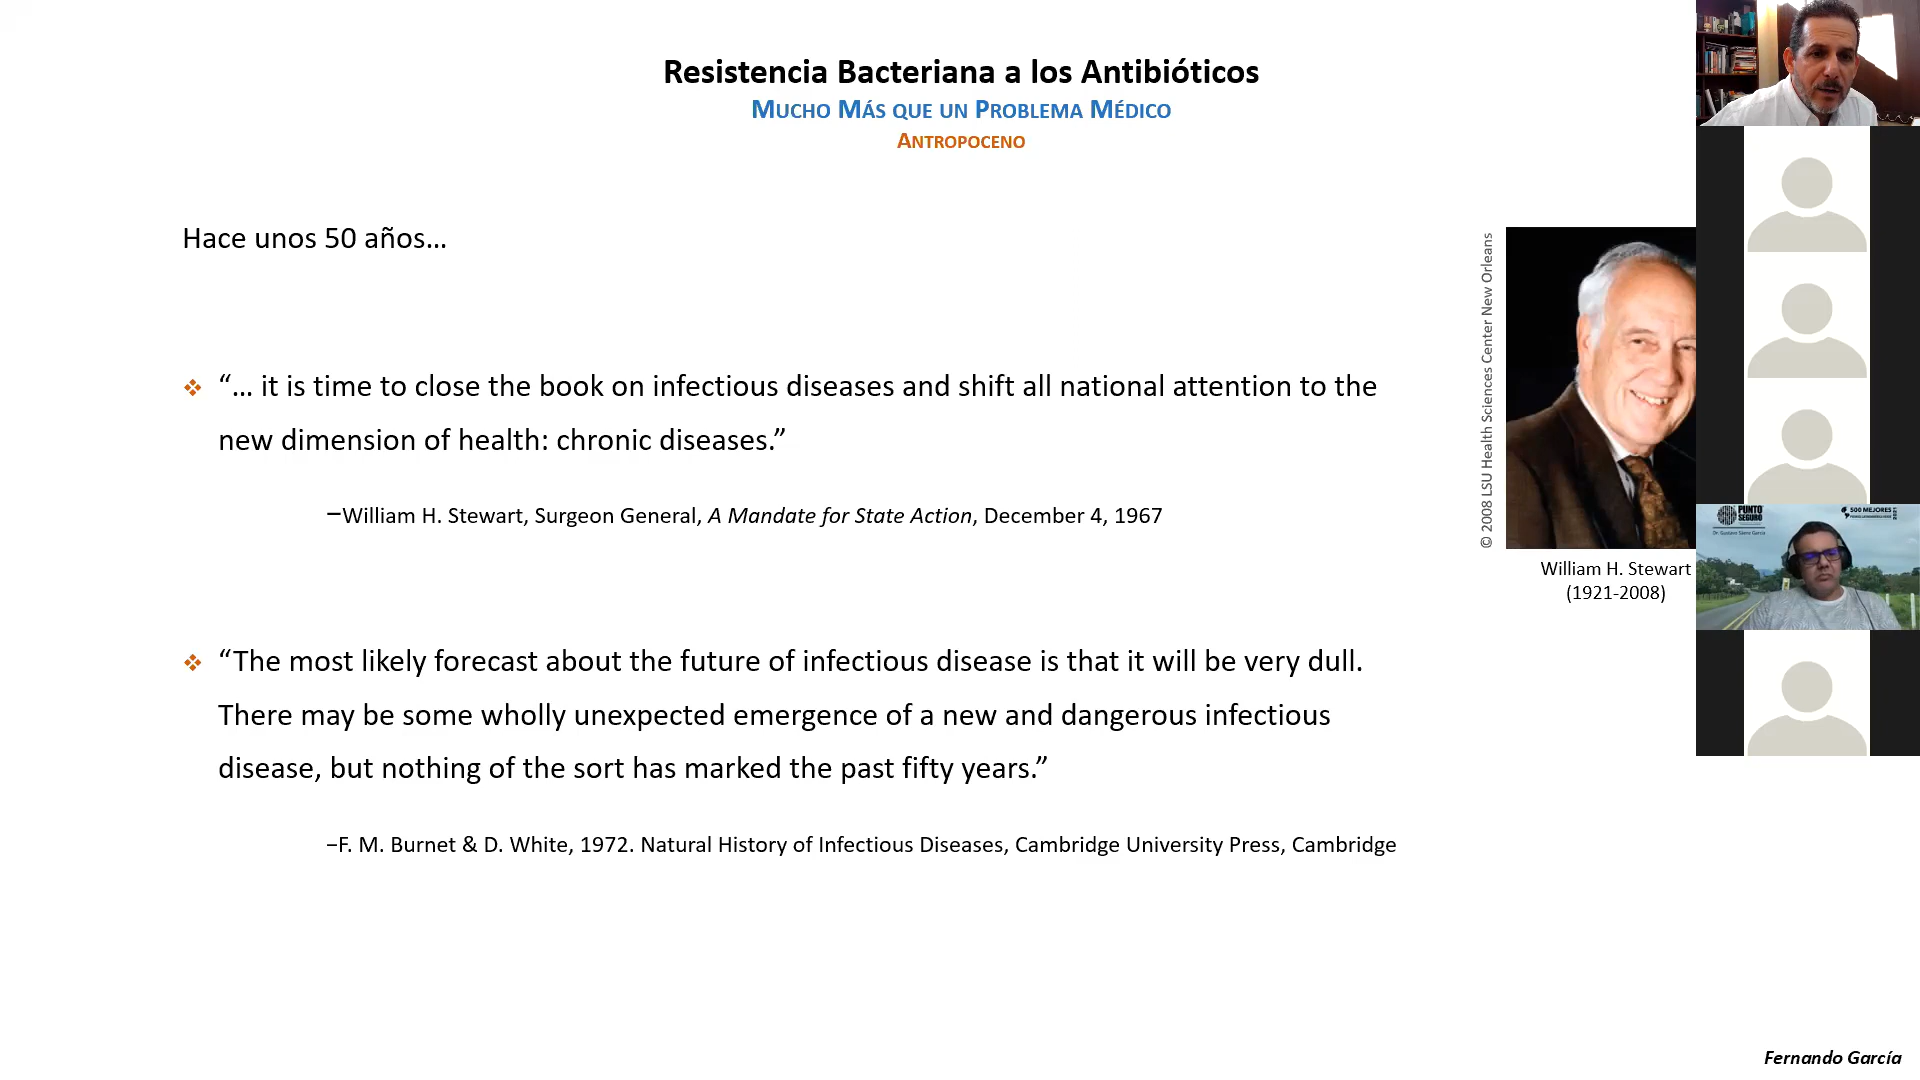 Resistencia Bacteriana a los Antibióticos
Mucho Más que un Problema Médico
Antropoceno
Hace unos 50 años…
“… it is time to close the book on infectious diseases and shift all national attention to the
new dimension of health: chronic diseases.”
–William H. Stewart, Surgeon General, A Mandate for State Action, December 4, 1967
© 2008 LSU Health Sciences Center New Orleans
William H. Stewart
(1921-2008)
“The most likely forecast about the future of infectious disease is that it will be very dull.
There may be some wholly unexpected emergence of a new and dangerous infectious
disease, but nothing of the sort has marked the past fifty years.”
–F. M. Burnet & D. White, 1972. Natural History of Infectious Diseases, Cambridge University Press, Cambridge
PUNTO
SEGURO
500 MEJORES
2021
Fernando García